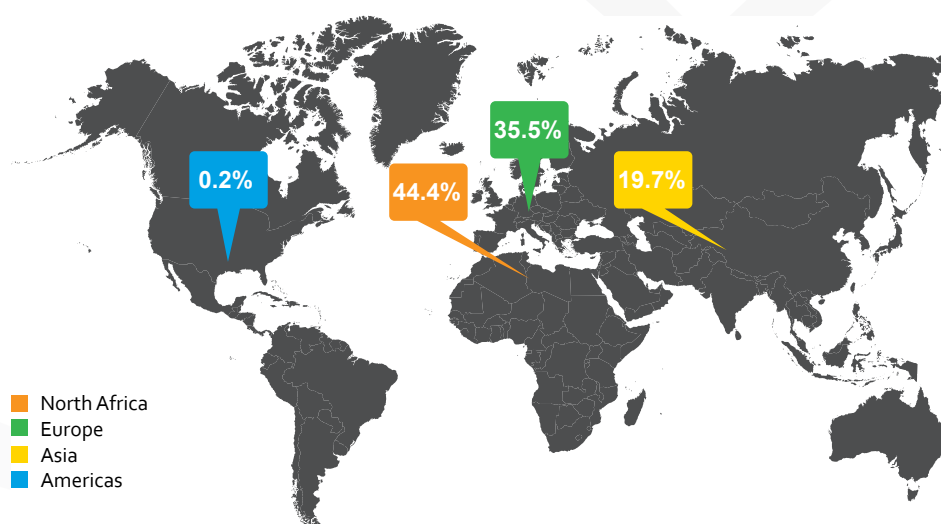 35.5%
0.2%
44.4%
19.7%
North Africa
Europe
Asia
Americas